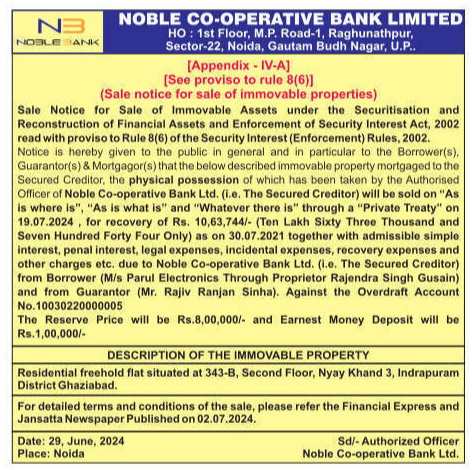 NB
NOBLE BANK
NOBLE CO-OPERATIVE BANK LIMITED
HO : 1st Floor, M.P. Road-1, Raghunathpur,
Sector-22, Noida, Gautam Budh Nagar, U.P..
[Appendix - IV-A]
[See proviso to rule 8(6)]
(Sale notice for sale of immovable properties)
Sale Notice for Sale of Immovable Assets under the Securitisation and
Reconstruction of Financial Assets and Enforcement of Security Interest Act, 2002
read with proviso to Rule 8(6) of the Security Interest (Enforcement) Rules, 2002.
Notice is hereby given to the public in general and in particular to the Borrower(s),
Guarantor(s) & Mortgagor(s) that the below described immovable property mortgaged to the
Secured Creditor, the physical possession of which has been taken by the Authorised
Officer of Noble Co-operative Bank Ltd. (i.e. The Secured Creditor) will be sold on "As
is where is", "As is what is" and "Whatever there is" through a "Private Treaty" on
19.07.2024 , for recovery of Rs. 10,63,744/- (Ten Lakh Sixty Three Thousand and
Seven Hundred Forty Four Only) as on 30.07.2021 together with admissible simple
interest, penal interest, legal expenses, incidental expenses, recovery expenses and
other charges etc. due to Noble Co-operative Bank Ltd. (i.e. The Secured Creditor)
from Borrower (M/s Parul Electronics Through Proprietor Rajendra Singh Gusain)
and from Guarantor (Mr. Rajiv Ranjan Sinha). Against the Overdraft Account
No.10030220000005
The Reserve Price will be Rs.8,00,000/- and Earnest Money Deposit will be
Rs.1,00,000/-
DESCRIPTION OF THE IMMOVABLE PROPERTY
Residential freehold flat situated at 343-B, Second Floor, Nyay Khand 3, Indrapuram
District Ghaziabad.
For detailed terms and conditions of the sale, please refer the Financial Express and
Jansatta Newspaper Published on 02.07.2024.
Date: 29, June, 2024 Sd/- Authorized Officer
Place: Noida Noble Co-operative Bank Ltd.